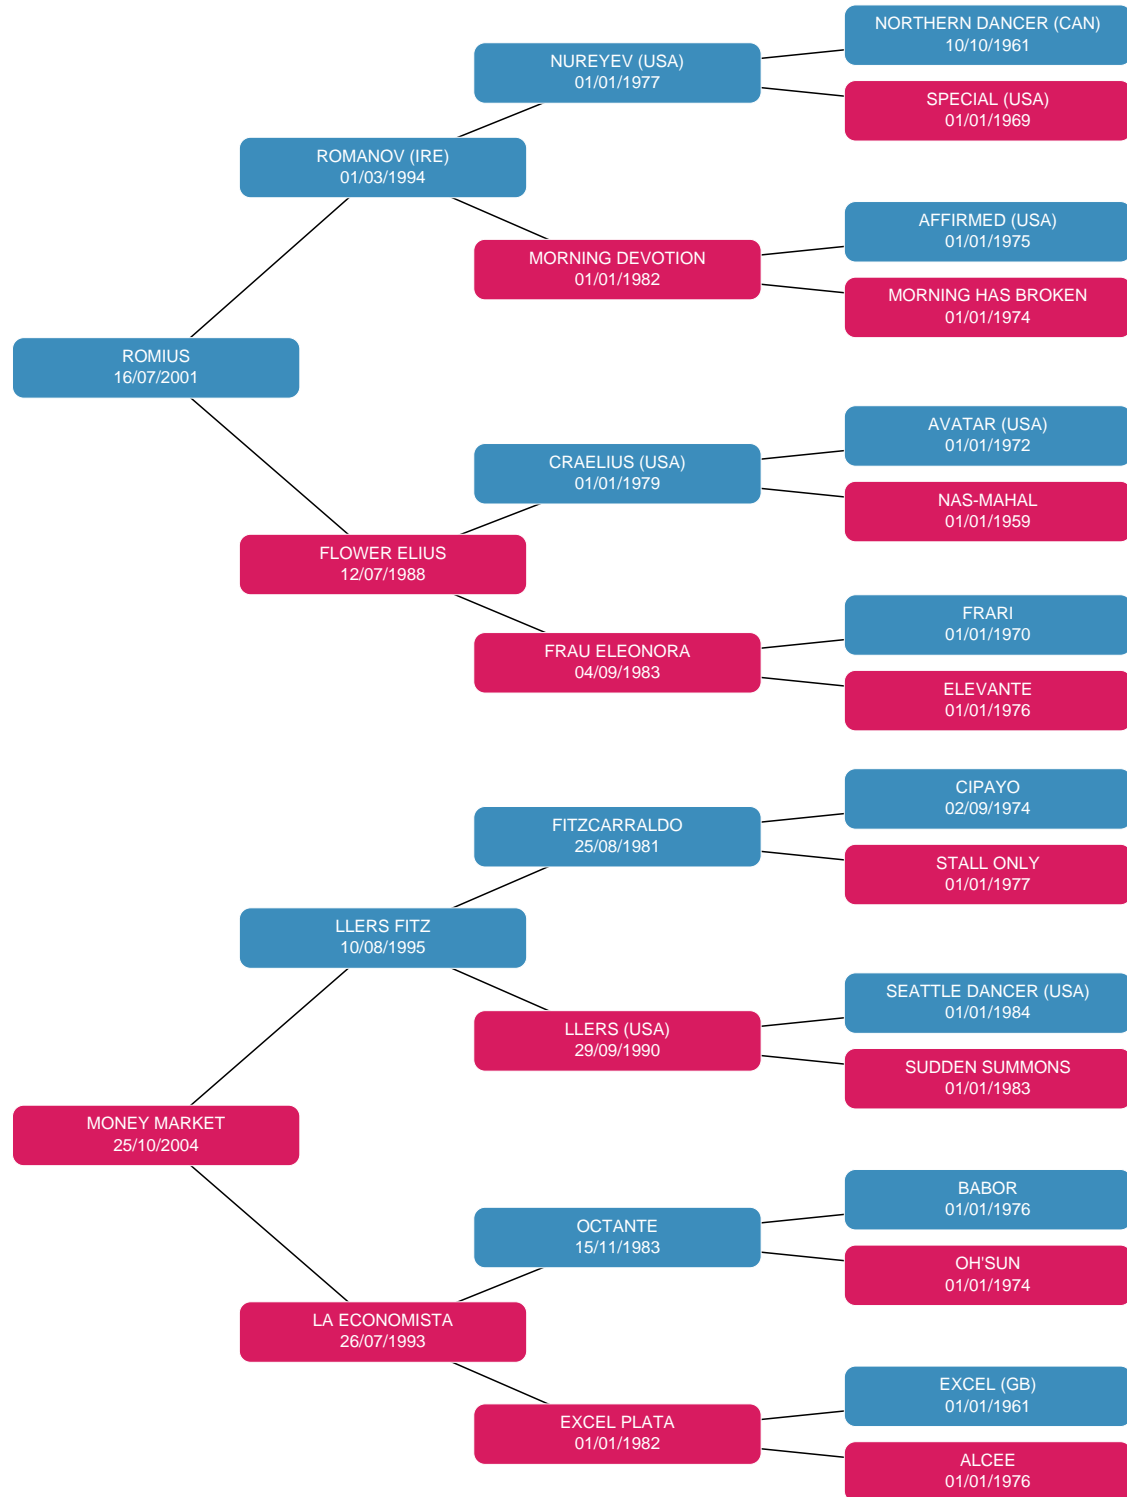 NORTHERN DANCER (CAN)
10/10/1961
NUREYEV (USA)
01/01/1977
SPECIAL (USA)
01/01/1969
ROMANOV (IRE)
01/03/1994
AFFIRMED (USA)
01/01/1975
MORNING DEVOTION
01/01/1982
MORNING HAS BROKEN
01/01/1974
ROMIUS
16/07/2001
AVATAR (USA)
01/01/1972
CRAELIUS (USA)
01/01/1979
NAS-MAHAL
01/01/1959
FLOWER ELIUS
12/07/1988
FRARI
01/01/1970
FRAU ELEONORA
04/09/1983
ELEVANTE
01/01/1976
CIPAYO
02/09/1974
FITZCARRALDO
25/08/1981
STALL ONLY
01/01/1977
LLERS FITZ
10/08/1995
SEATTLE DANCER (USA)
01/01/1984
LLERS (USA)
29/09/1990
SUDDEN SUMMONS
01/01/1983
MONEY MARKET
25/10/2004
BABOR
01/01/1976
OCTANTE
15/11/1983
OH'SUN
01/01/1974
LA ECONOMISTA
26/07/1993
EXCEL (GB)
01/01/1961
EXCEL PLATA
01/01/1982
ALCEE
01/01/1976